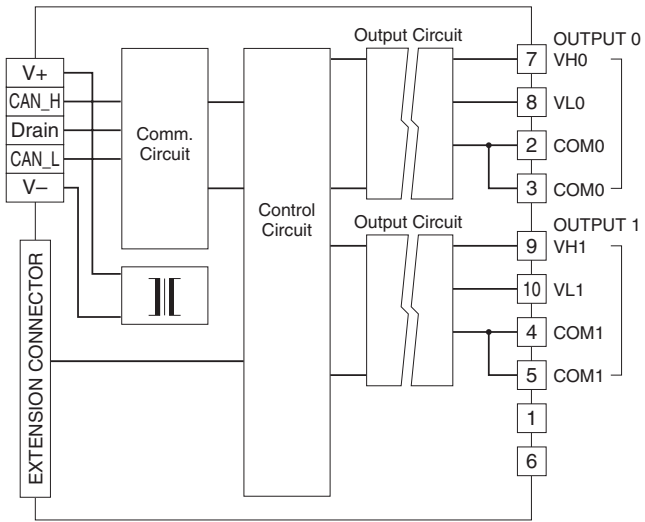 V+
CAN_H
Drain
CAN_L
V–
EXTENSION CONNECTOR
Comm.
Circuit
Control
Circuit
Output Circuit
OUTPUT 0
7 VH0
8 VL0
2 COM0
3 COM0
Output Circuit
OUTPUT 1
9 VH1
10 VL1
4 COM1
5 COM1
1
6